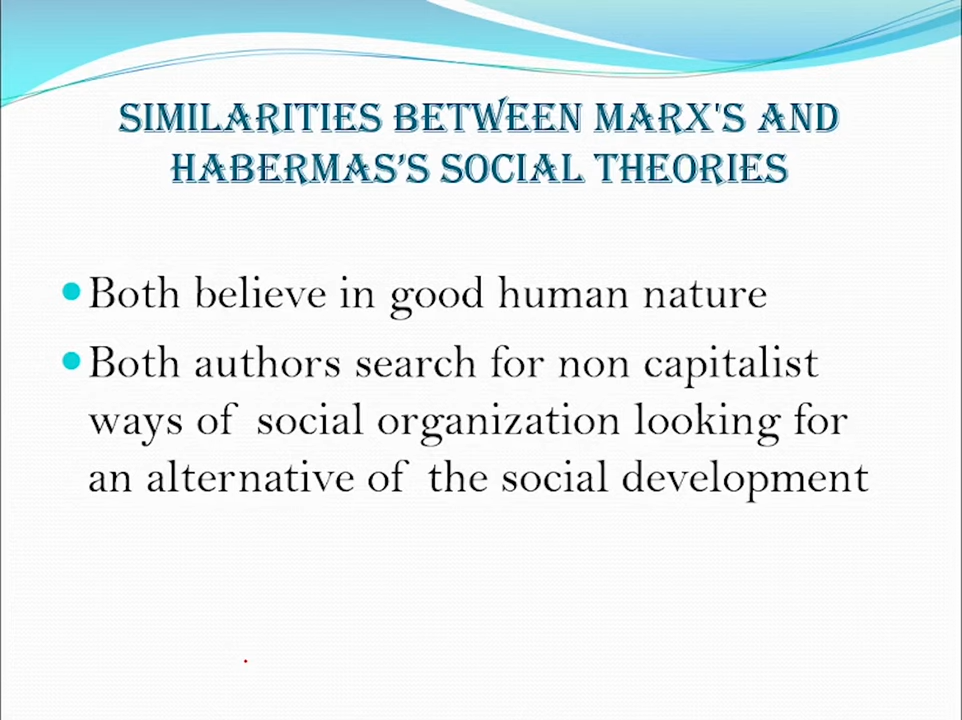 SIMILARITIES BETWEEN MARX'S AND
HABERMAS’S SOCIAL THEORIES
•Both believe in good human nature
•Both authors search for non capitalist
ways of social organization looking for
an alternative of the social development